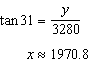 tan 31 = y/3280
x ≈ 1970.8